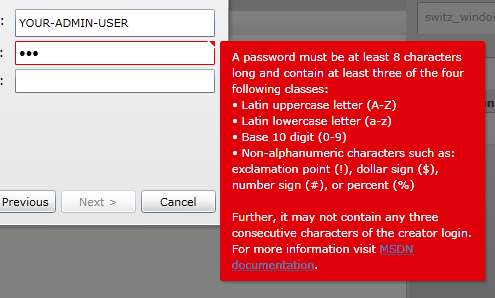 switz_window
YOUR-ADMIN-USER
:
:
:
A password must be at least 8 characters
long and contain at least three of the four
following classes:
• Latin uppercase letter (A-Z)
• Latin lowercase letter (a-z)
• Base 10 digit (0-9)
• Non-alphanumeric characters such as:
exclamation point (!), dollar sign ($),
number sign (#), or percent (%)
Further, it may not contain any three
consecutive characters of the creator login.
For more information visit MSDN
documentation.
Previous
Next >
Cancel